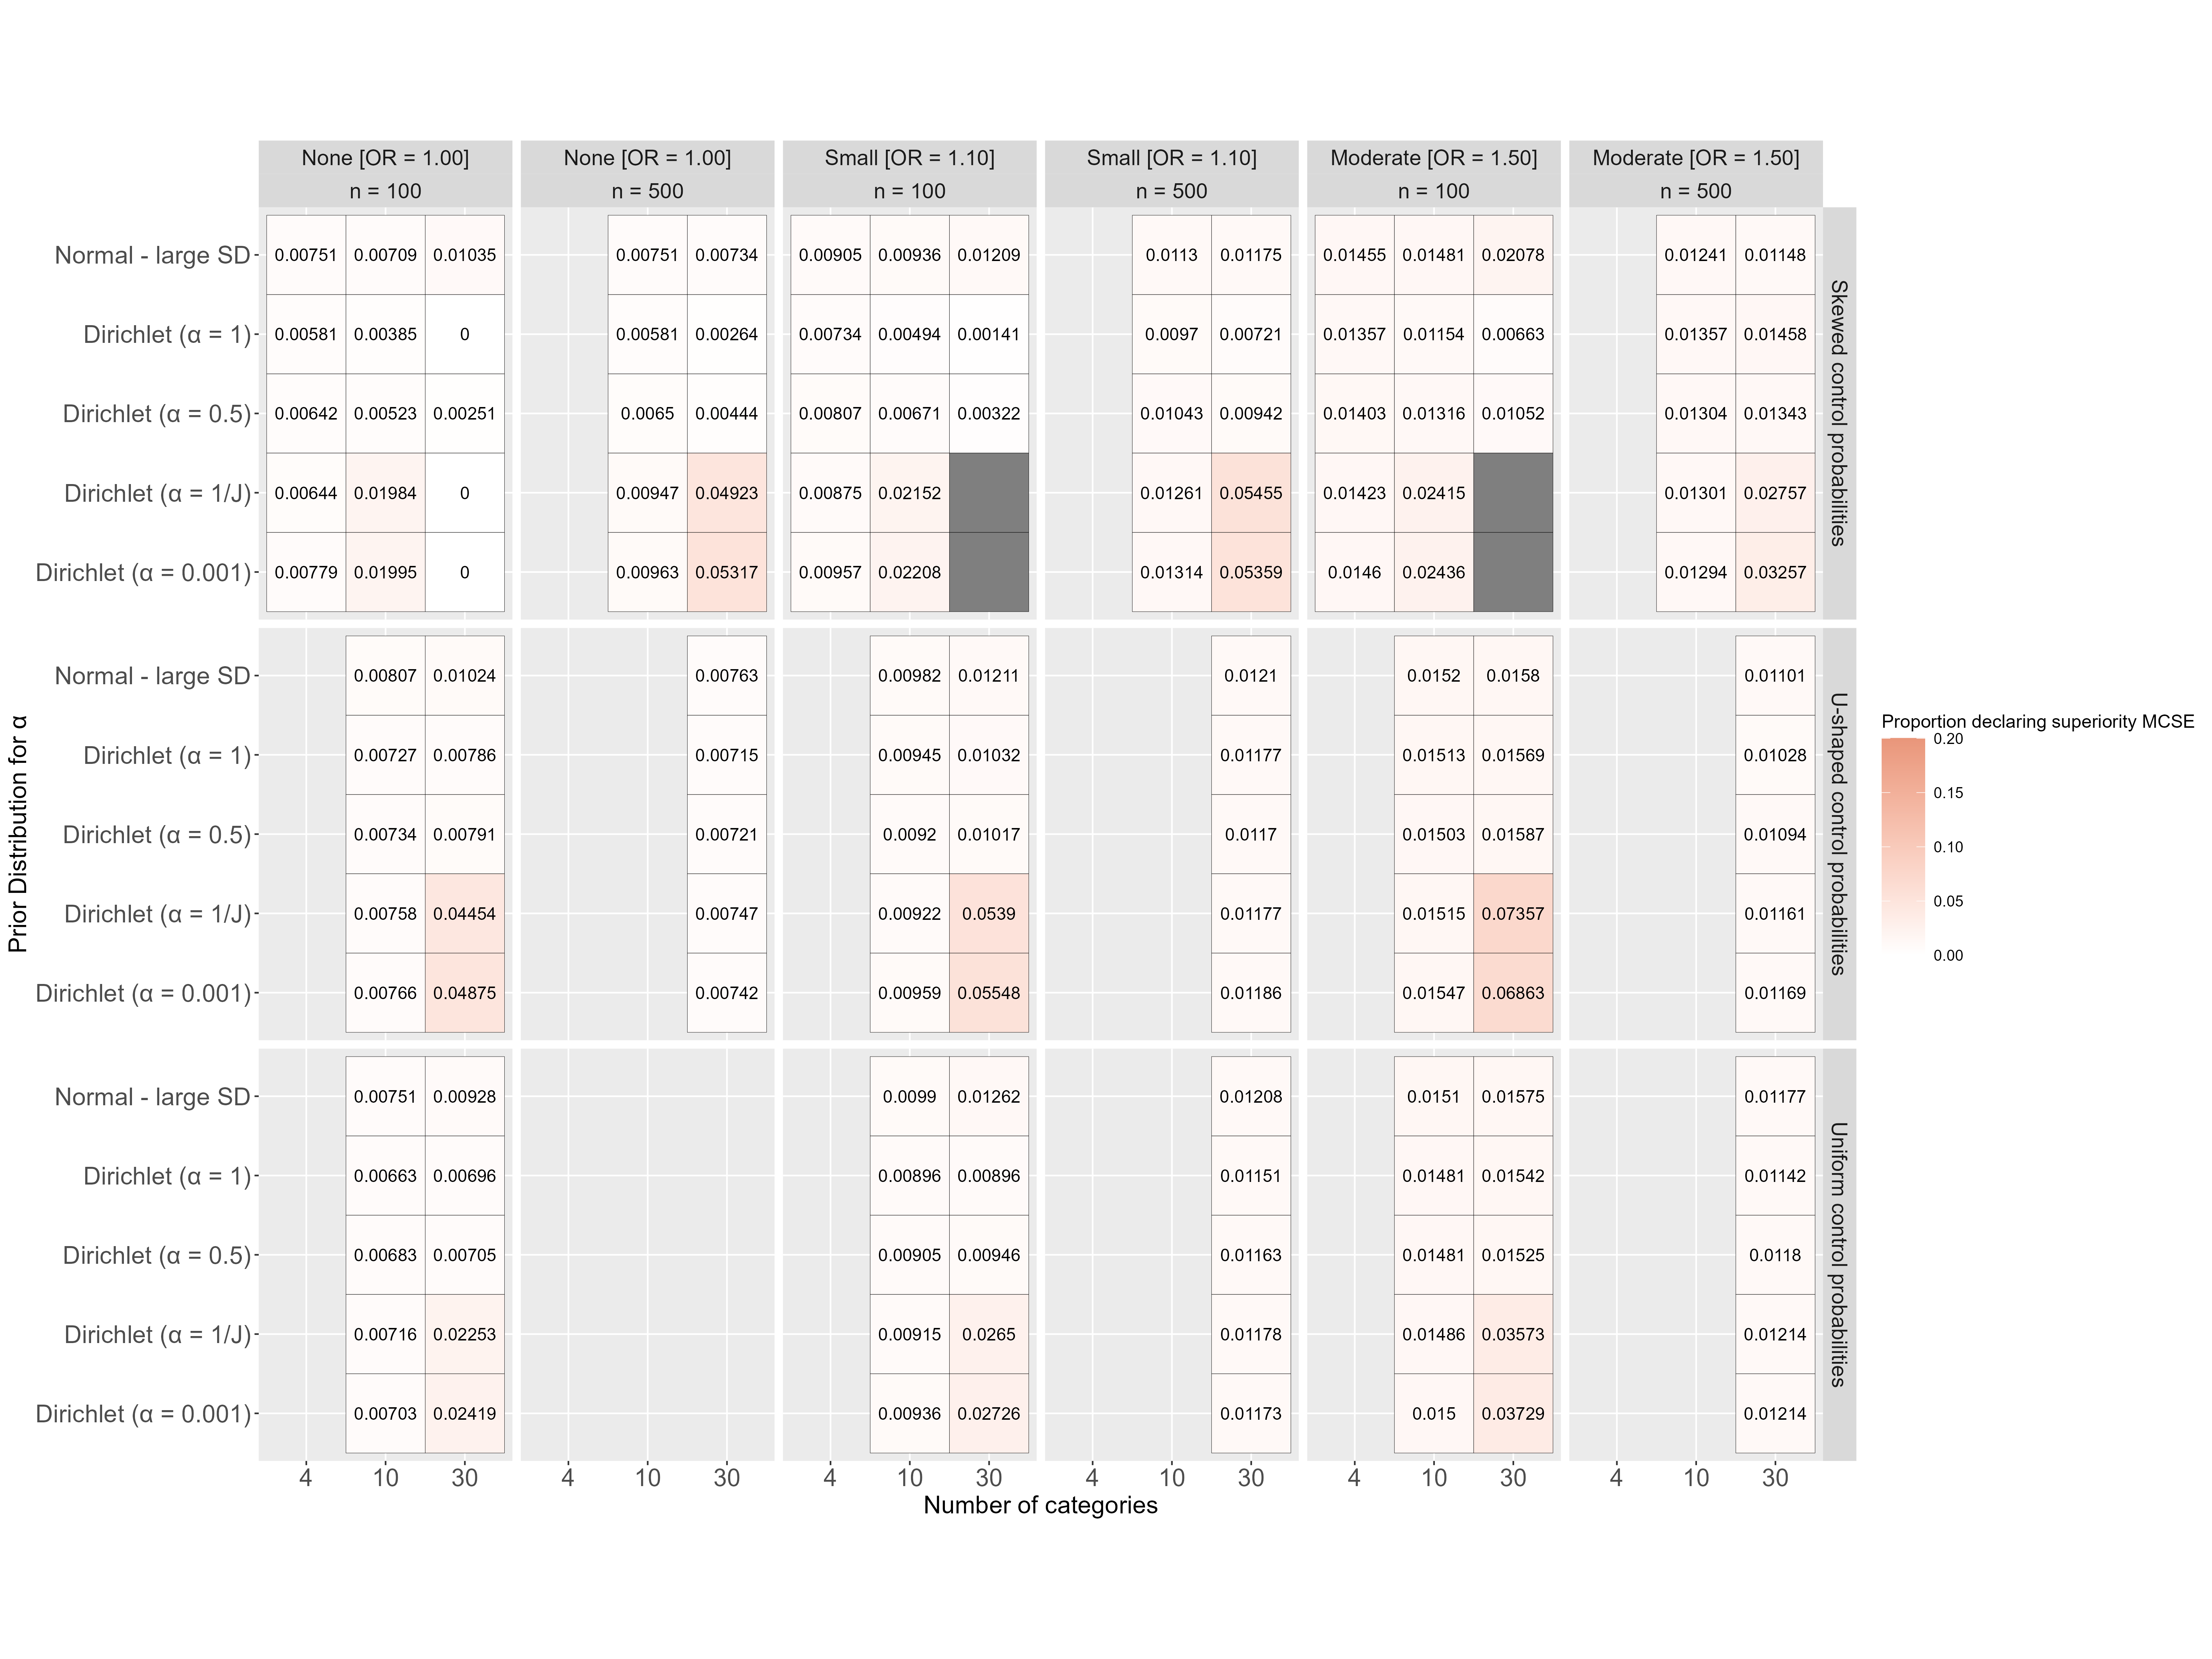 None [OR = 1.00] None [OR = 1.00] Small [OR = 1.10] Small [OR = 1.10] Moderate [OR = 1.50] Moderate [OR = 1.50]
n = 100 n = 500 n = 100 n = 500 n = 100 n = 500
Normal - large SD 0.00751 0.00709 0.01035 0.00751 0.00734 0.00905 0.00936 0.01209 0.0113 0.01175 0.01455 0.01481 0.02078 0.01241 0.01148
Dirichlet (α = 1) 0.00581 0.00385 0 0.00581 0.00264 0.00734 0.00494 0.00141 0.0097 0.00721 0.01357 0.01154 0.00663 0.01357 0.01458
Dirichlet (α = 0.5) 0.00642 0.00523 0.00251 0.0065 0.00444 0.00807 0.00671 0.00322 0.01043 0.00942 0.01403 0.01316 0.01052 0.01304 0.01343
Dirichlet (α = 1/J) 0.00644 0.01984 0 0.00947 0.04923 0.00875 0.02152 0.01261 0.05455 0.01423 0.02415 0.01301 0.02757
Dirichlet (α = 0.001) 0.00779 0.01995 0 0.00963 0.05317 0.00957 0.02208 0.01314 0.05359 0.0146 0.02436 0.01294 0.03257
Skewed control probabilities
Normal - large SD 0.00807 0.01024 0.00763 0.00982 0.01211 0.0121 0.0152 0.0158 0.01101
Dirichlet (α = 1) 0.00727 0.00786 0.00715 0.00945 0.01032 0.01177 0.01513 0.01569 0.01028
Dirichlet (α = 0.5) 0.00734 0.00791 0.00721 0.0092 0.01017 0.0117 0.01503 0.01587 0.01094
Dirichlet (α = 1/J) 0.00758 0.04454 0.00747 0.00922 0.0539 0.01177 0.01515 0.07357 0.01161
Dirichlet (α = 0.001) 0.00766 0.04875 0.00742 0.00959 0.05548 0.01186 0.01547 0.06863 0.01169
U-shaped control probabilities
Normal - large SD 0.00751 0.00928 0.0099 0.01262 0.01208 0.0151 0.01575 0.01177
Dirichlet (α = 1) 0.00663 0.00696 0.00896 0.00896 0.01151 0.01481 0.01542 0.01142
Dirichlet (α = 0.5) 0.00683 0.00705 0.00905 0.00946 0.01163 0.01481 0.01525 0.0118
Dirichlet (α = 1/J) 0.00716 0.02253 0.00915 0.0265 0.01178 0.01486 0.03573 0.01214
Dirichlet (α = 0.001) 0.00703 0.02419 0.00936 0.02726 0.01173 0.015 0.03729 0.01214
Uniform control probabilities
4 10 30 4 10 30 4 10 30 4 10 30 4 10 30 4 10 30
Number of categories
Prior Distribution for α
Proportion declaring superiority MCSE
0.20
0.15
0.10
0.05
0.00